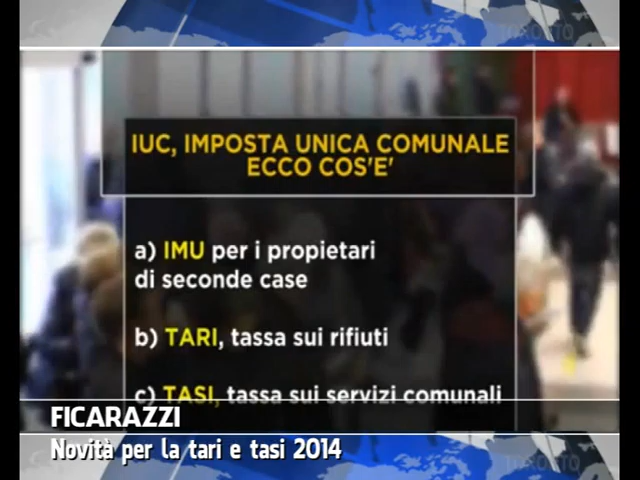 IUC, IMPOSTA UNICA COMUNALE
ECCO COS'E'
a) IMU per i propietari
di seconde case
b) TARI, tassa sui rifiuti
c) TASI, tassa sui servizi comunali
FICARAZZI
Novità per la tari e tasi 2014